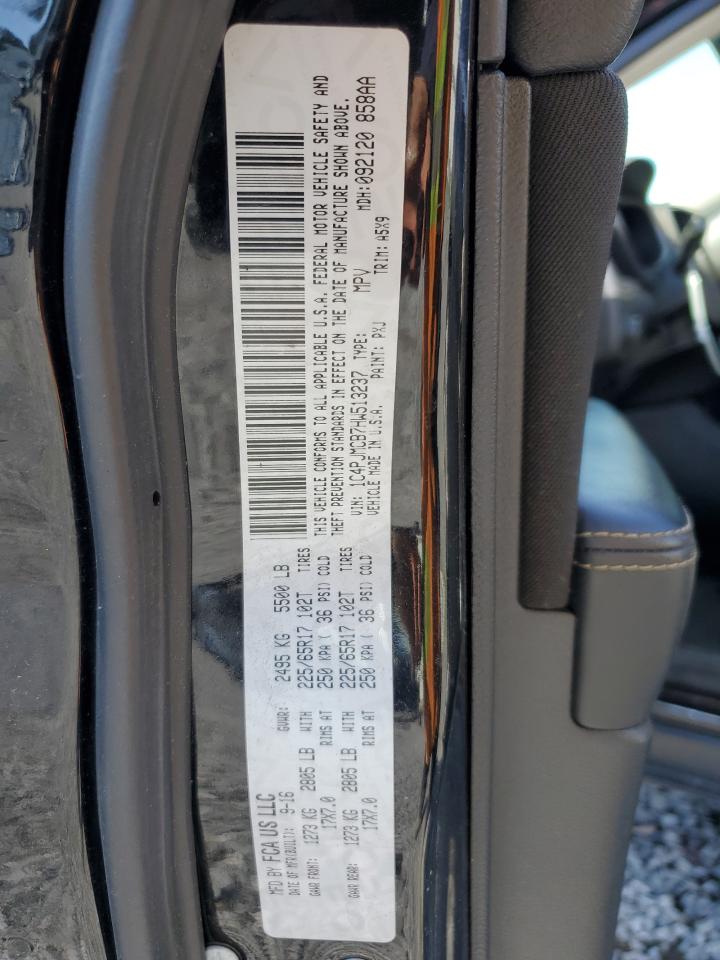 MFD BY FCA US LLC
DATE OF MFR(BUILT): 9-16 GVWR: 2495 KG 5500 LB
GAWR FRONT: 1273 KG 2805 LB WITH 225/65R17 102T TIRES
17X7.0 RIMS AT 250 KPA( 36 PSI) COLD
GAWR REAR: 1273 KG 2805 LB WITH 225/65R17 102T TIRES
17X7.0 RIMS AT 250 KPA( 36 PSI) COLD
THIS VEHICLE CONFORMS TO ALL APPLICABLE U.S.A. FEDERAL MOTOR VEHICLE SAFETY AND
THEFT PREVENTION STANDARDS IN EFFECT ON THE DATE OF MANUFACTURE SHOWN ABOVE.
VIN: 1C4PJMCB7HW513237 TYPE: MPV MDH:092120 858AA
VEHICLE MADE IN U.S.A. PAINT: PXJ TRIM: A5X9